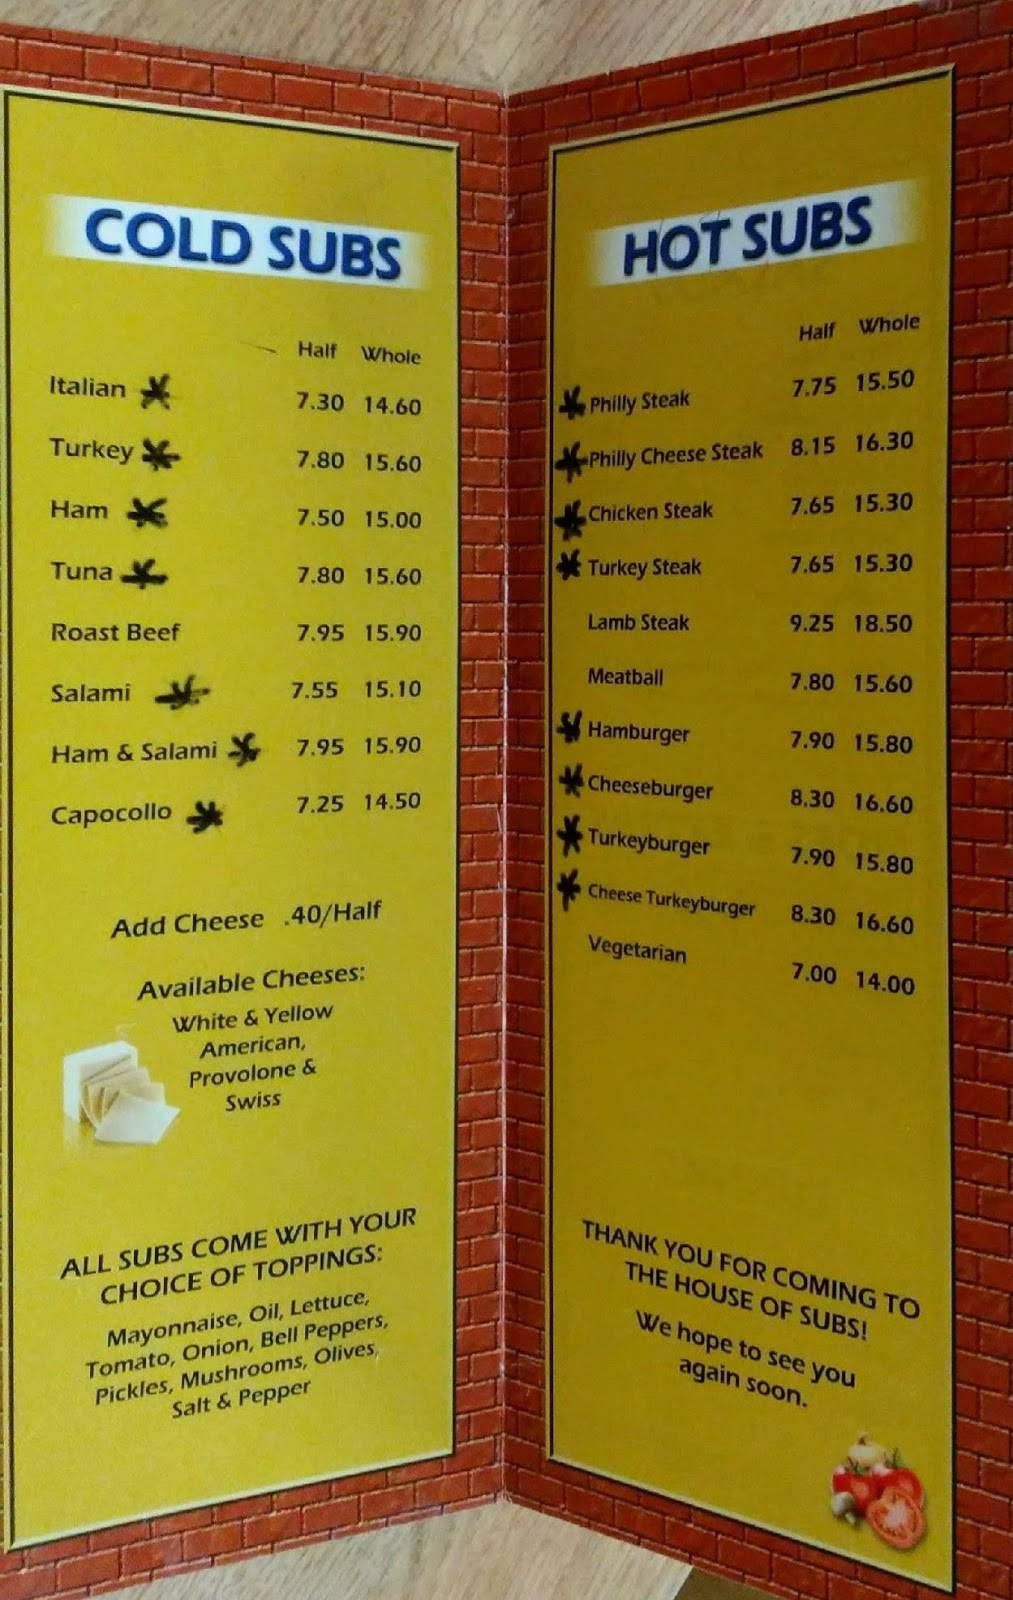 COLD SUBS
Half Whole
Italian 7.30 14.60
Turkey 7.80 15.60
Ham 7.50 15.00
Tuna 7.80 15.60
Roast Beef 7.95 15.90
Salami 7.55 15.10
Ham & Salami 7.95 15.90
Capocollo 7.25 14.50
Add Cheese .40/Half
Available Cheeses:
White & Yellow
American,
Provolone &
Swiss
ALL SUBS COME WITH YOUR
CHOICE OF TOPPINGS:
Mayonnaise, Oil, Lettuce,
Tomato, Onion, Bell Peppers,
Pickles, Mushrooms, Olives,
Salt & Pepper
HOT SUBS
Half Whole
Philly Steak 7.75 15.50
Philly Cheese Steak 8.15 16.30
Chicken Steak 7.65 15.30
Turkey Steak 7.65 15.30
Lamb Steak 9.25 18.50
Meatball 7.80 15.60
Hamburger 7.90 15.80
Cheeseburger 8.30 16.60
Turkeyburger 7.90 15.80
Cheese Turkeyburger 8.30 16.60
Vegetarian 7.00 14.00
THANK YOU FOR COMING TO
THE HOUSE OF SUBS!
We hope to see you
again soon.